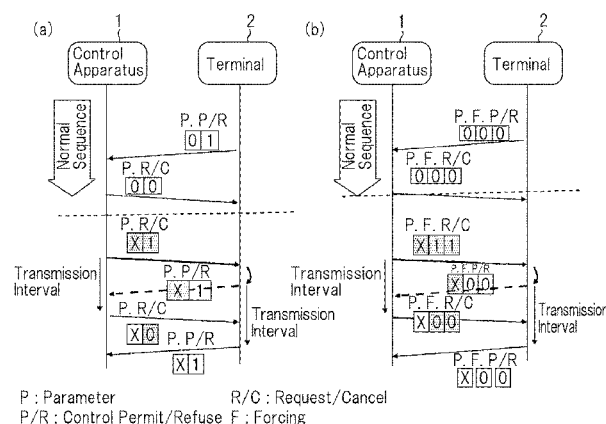 (a)
1
2
Control
Apparatus
Terminal
Normal
Sequence
P. P/R
0 1
P. R/C
0 0
P. R/C
X 1
Transmission
Interval
P. P/R
X 1
P. R/C
X 0
Transmission
Interval
P. P/R
X 1
(b)
1
2
Control
Apparatus
Terminal
Normal
Sequence
P. F. P/R
0 0 0
P. F. R/C
0 0 0
P. F. R/C
X 1 1
Transmission
Interval
P. F. P/R
X 0 0
P. F. R/C
X 0 0
Transmission
Interval
P. F. P/R
X 0 0
P : Parameter R/C : Request/Cancel
P/R : Control Permit/Refuse F : Forcing